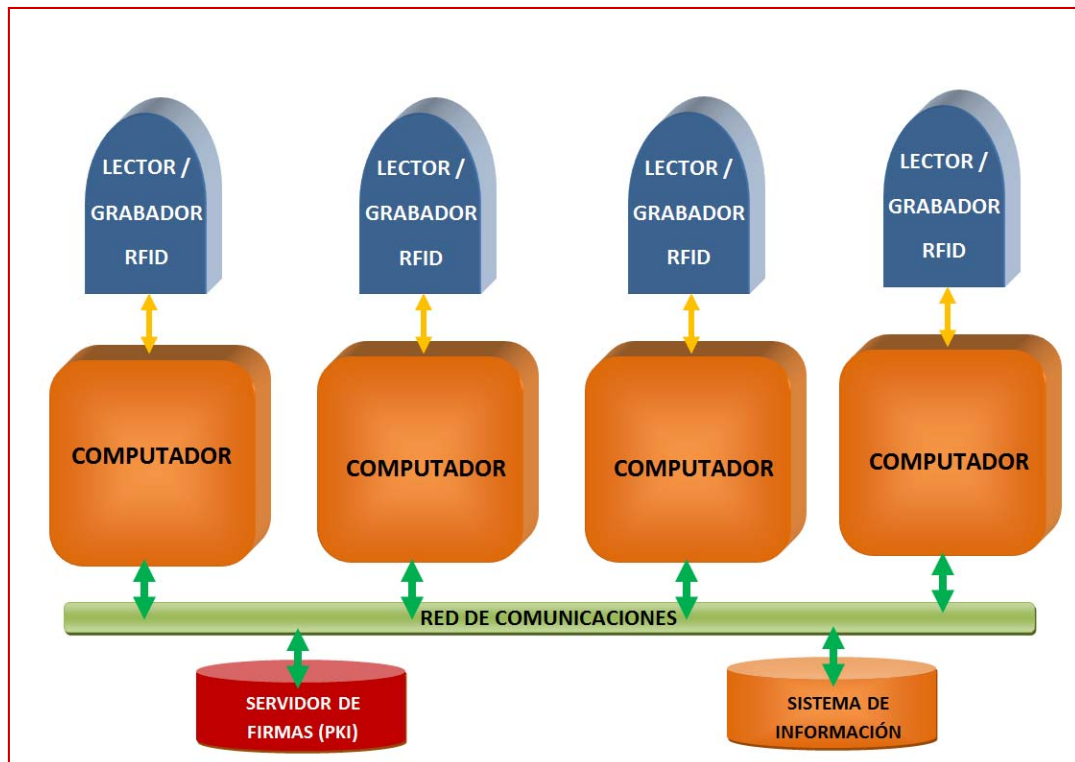 LECTOR /
GRABADOR
RFID
LECTOR /
GRABADOR
RFID
LECTOR /
GRABADOR
RFID
LECTOR /
GRABADOR
RFID
COMPUTADOR
COMPUTADOR
COMPUTADOR
COMPUTADOR
RED DE COMUNICACIONES
SERVIDOR DE
FIRMAS (PKI)
SISTEMA DE
INFORMACIÓN